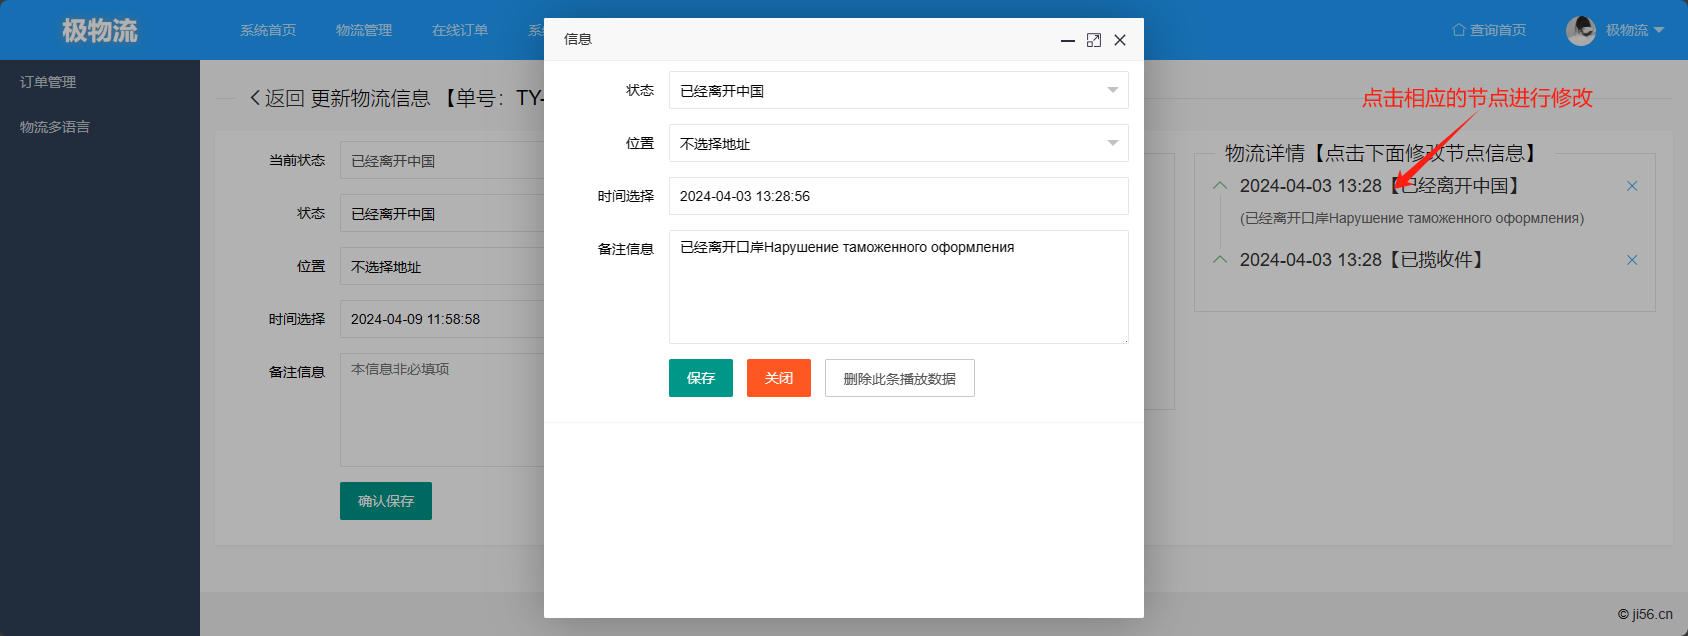 极物流
系统首页
物流管理
在线订单
查询首页
极物流
订单管理
物流多语言
返回 更新物流信息 【单号：TY-
当前状态
已经离开中国
状态
已经离开中国
位置
不选择地址
时间选择
2024-04-09 11:58:58
备注信息
本信息非必填项
确认保存
信息
状态
已经离开中国
位置
不选择地址
时间选择
2024-04-03 13:28:56
备注信息
已经离开口岸Нарушение таможенного оформления
保存
关闭
删除此条播放数据
点击相应的节点进行修改
物流详情【点击下面修改节点信息】
2024-04-03 13:28【已经离开中国】
(已经离开口岸Нарушение таможенного оформления)
2024-04-03 13:28【已揽收件】
© ji56.cn